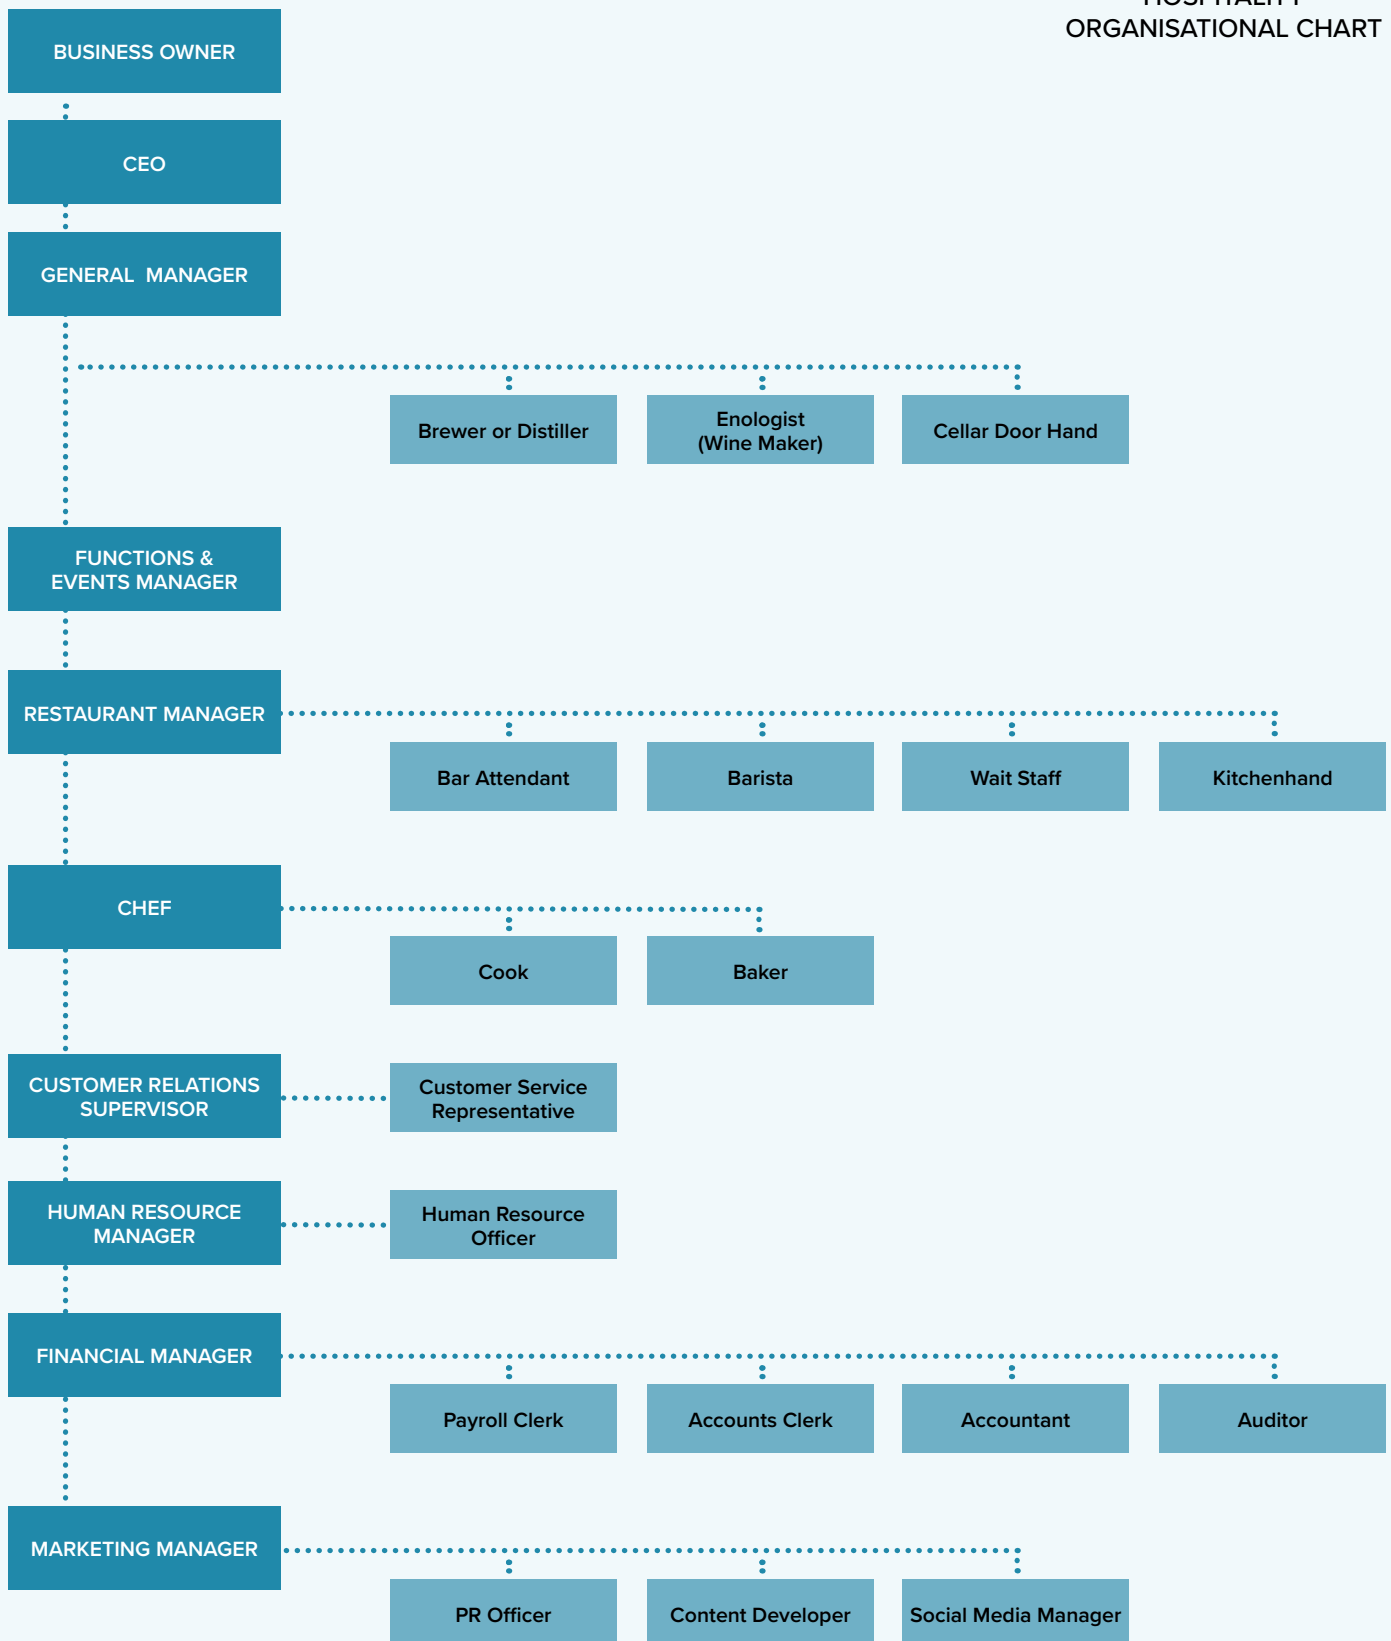 HOSPITALITY
ORGANISATIONAL CHART
BUSINESS OWNER
CEO
GENERAL MANAGER
Brewer or Distiller
Enologist
(Wine Maker)
Cellar Door Hand
FUNCTIONS &
EVENTS MANAGER
RESTAURANT MANAGER
Bar Attendant
Barista
Wait Staff
Kitchenhand
CHEF
Cook
Baker
CUSTOMER RELATIONS
SUPERVISOR
Customer Service
Representative
HUMAN RESOURCE
MANAGER
Human Resource
Officer
FINANCIAL MANAGER
Payroll Clerk
Accounts Clerk
Accountant
Auditor
MARKETING MANAGER
PR Officer
Content Developer
Social Media Manager